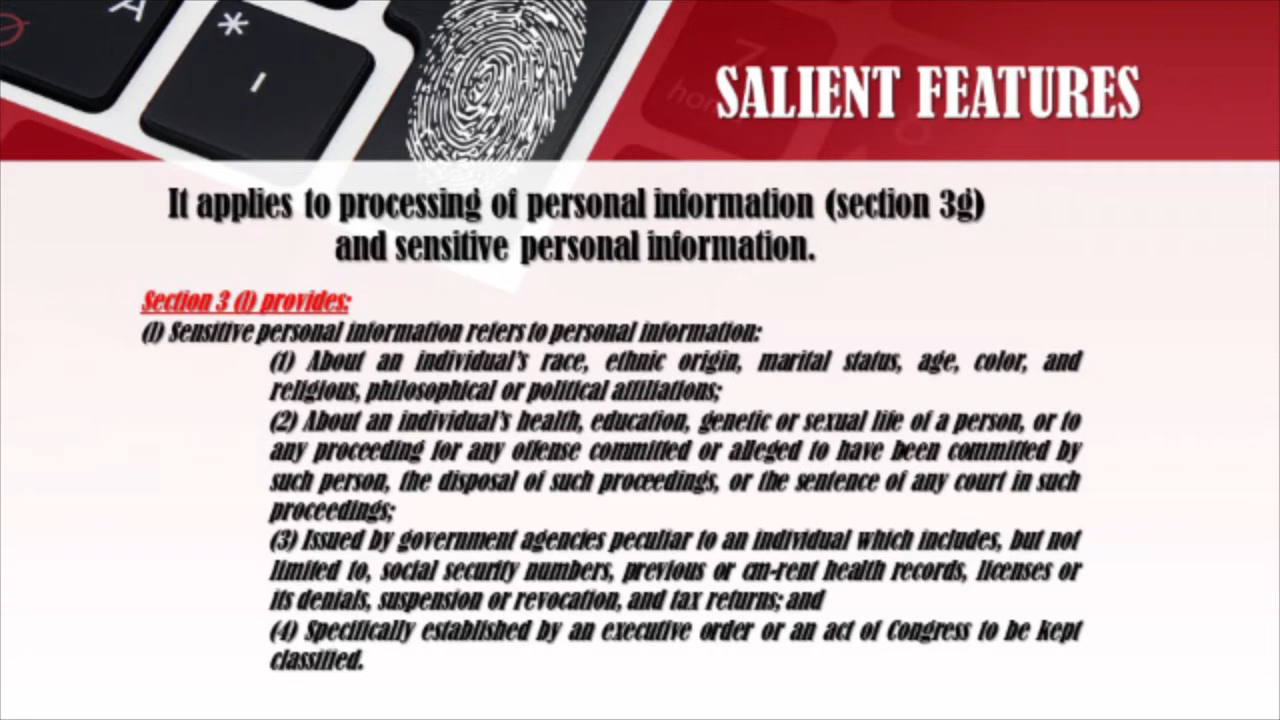 A
*
SALIENT FEATURES
It applies to processing of personal information (section 3g)
and sensitive personal information.
Section 3 (l) provides:
(l) Sensitive personal information refers to personal information:
(1) About an individual's race, ethnic origin, marital status, age, color, and
religious, philosophical or political affiliations;
(2) About an individual's health, education, genetic or sexual life of a person, or to
any proceeding for any offense committed or alleged to have been committed by
such person, the disposal of such proceedings, or the sentence of any court in such
proceedings;
(3) Issued by government agencies peculiar to an individual which includes, but not
limited to, social security numbers, previous or cm-rent health records, licenses or
its denials, suspension or revocation, and tax returns; and
(4) Specifically established by an executive order or an act of Congress to be kept
classified.